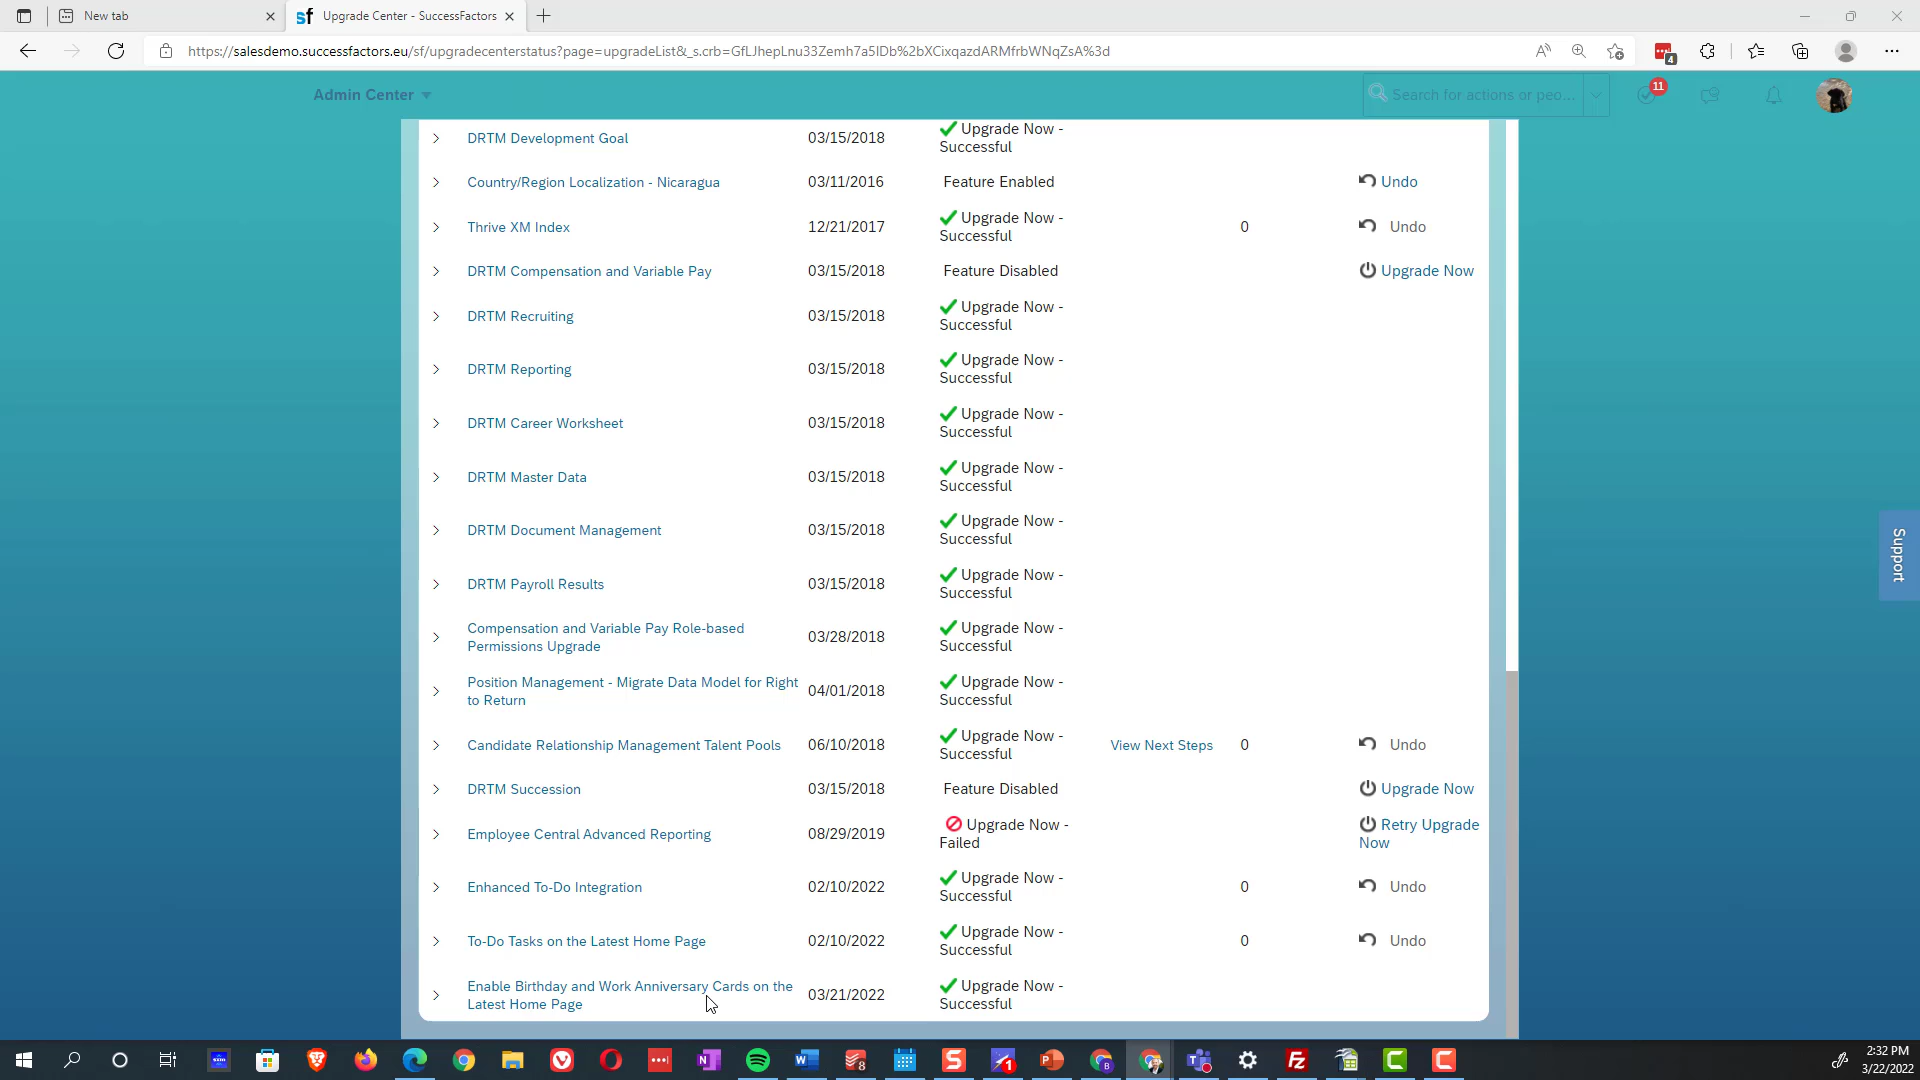 New tab
Upgrade Center - SuccessFactors
https://salesdemo.successfactors.eu/sf/upgradecenterstatus?page=upgradeList&_s.crb=GfLJhepLnu33Zemh7a5IDb%2bXCixqazdARMfrbWNqZsA%3d
4
Admin Center
Search for actions or peo...
11
DRTM Development Goal 03/15/2018 Upgrade Now -
Successful
Country/Region Localization - Nicaragua 03/11/2016 Feature Enabled Undo
Thrive XM Index 12/21/2017 Upgrade Now - 0 Undo
Successful
DRTM Compensation and Variable Pay 03/15/2018 Feature Disabled Upgrade Now
DRTM Recruiting 03/15/2018 Upgrade Now -
Successful
DRTM Reporting 03/15/2018 Upgrade Now -
Successful
DRTM Career Worksheet 03/15/2018 Upgrade Now -
Successful
DRTM Master Data 03/15/2018 Upgrade Now -
Successful
DRTM Document Management 03/15/2018 Upgrade Now -
Successful
DRTM Payroll Results 03/15/2018 Upgrade Now -
Successful
Compensation and Variable Pay Role-based 03/28/2018 Upgrade Now -
Permissions Upgrade Successful
Position Management - Migrate Data Model for Right 04/01/2018 Upgrade Now -
to Return Successful
Candidate Relationship Management Talent Pools 06/10/2018 Upgrade Now - View Next Steps 0 Undo
Successful
DRTM Succession 03/15/2018 Feature Disabled Upgrade Now
Employee Central Advanced Reporting 08/29/2019 Upgrade Now - Retry Upgrade
Failed Now
Enhanced To-Do Integration 02/10/2022 Upgrade Now - 0 Undo
Successful
To-Do Tasks on the Latest Home Page 02/10/2022 Upgrade Now - 0 Undo
Successful
Enable Birthday and Work Anniversary Cards on the 03/21/2022 Upgrade Now -
Latest Home Page Successful
Support
2:32 PM
3/22/2022